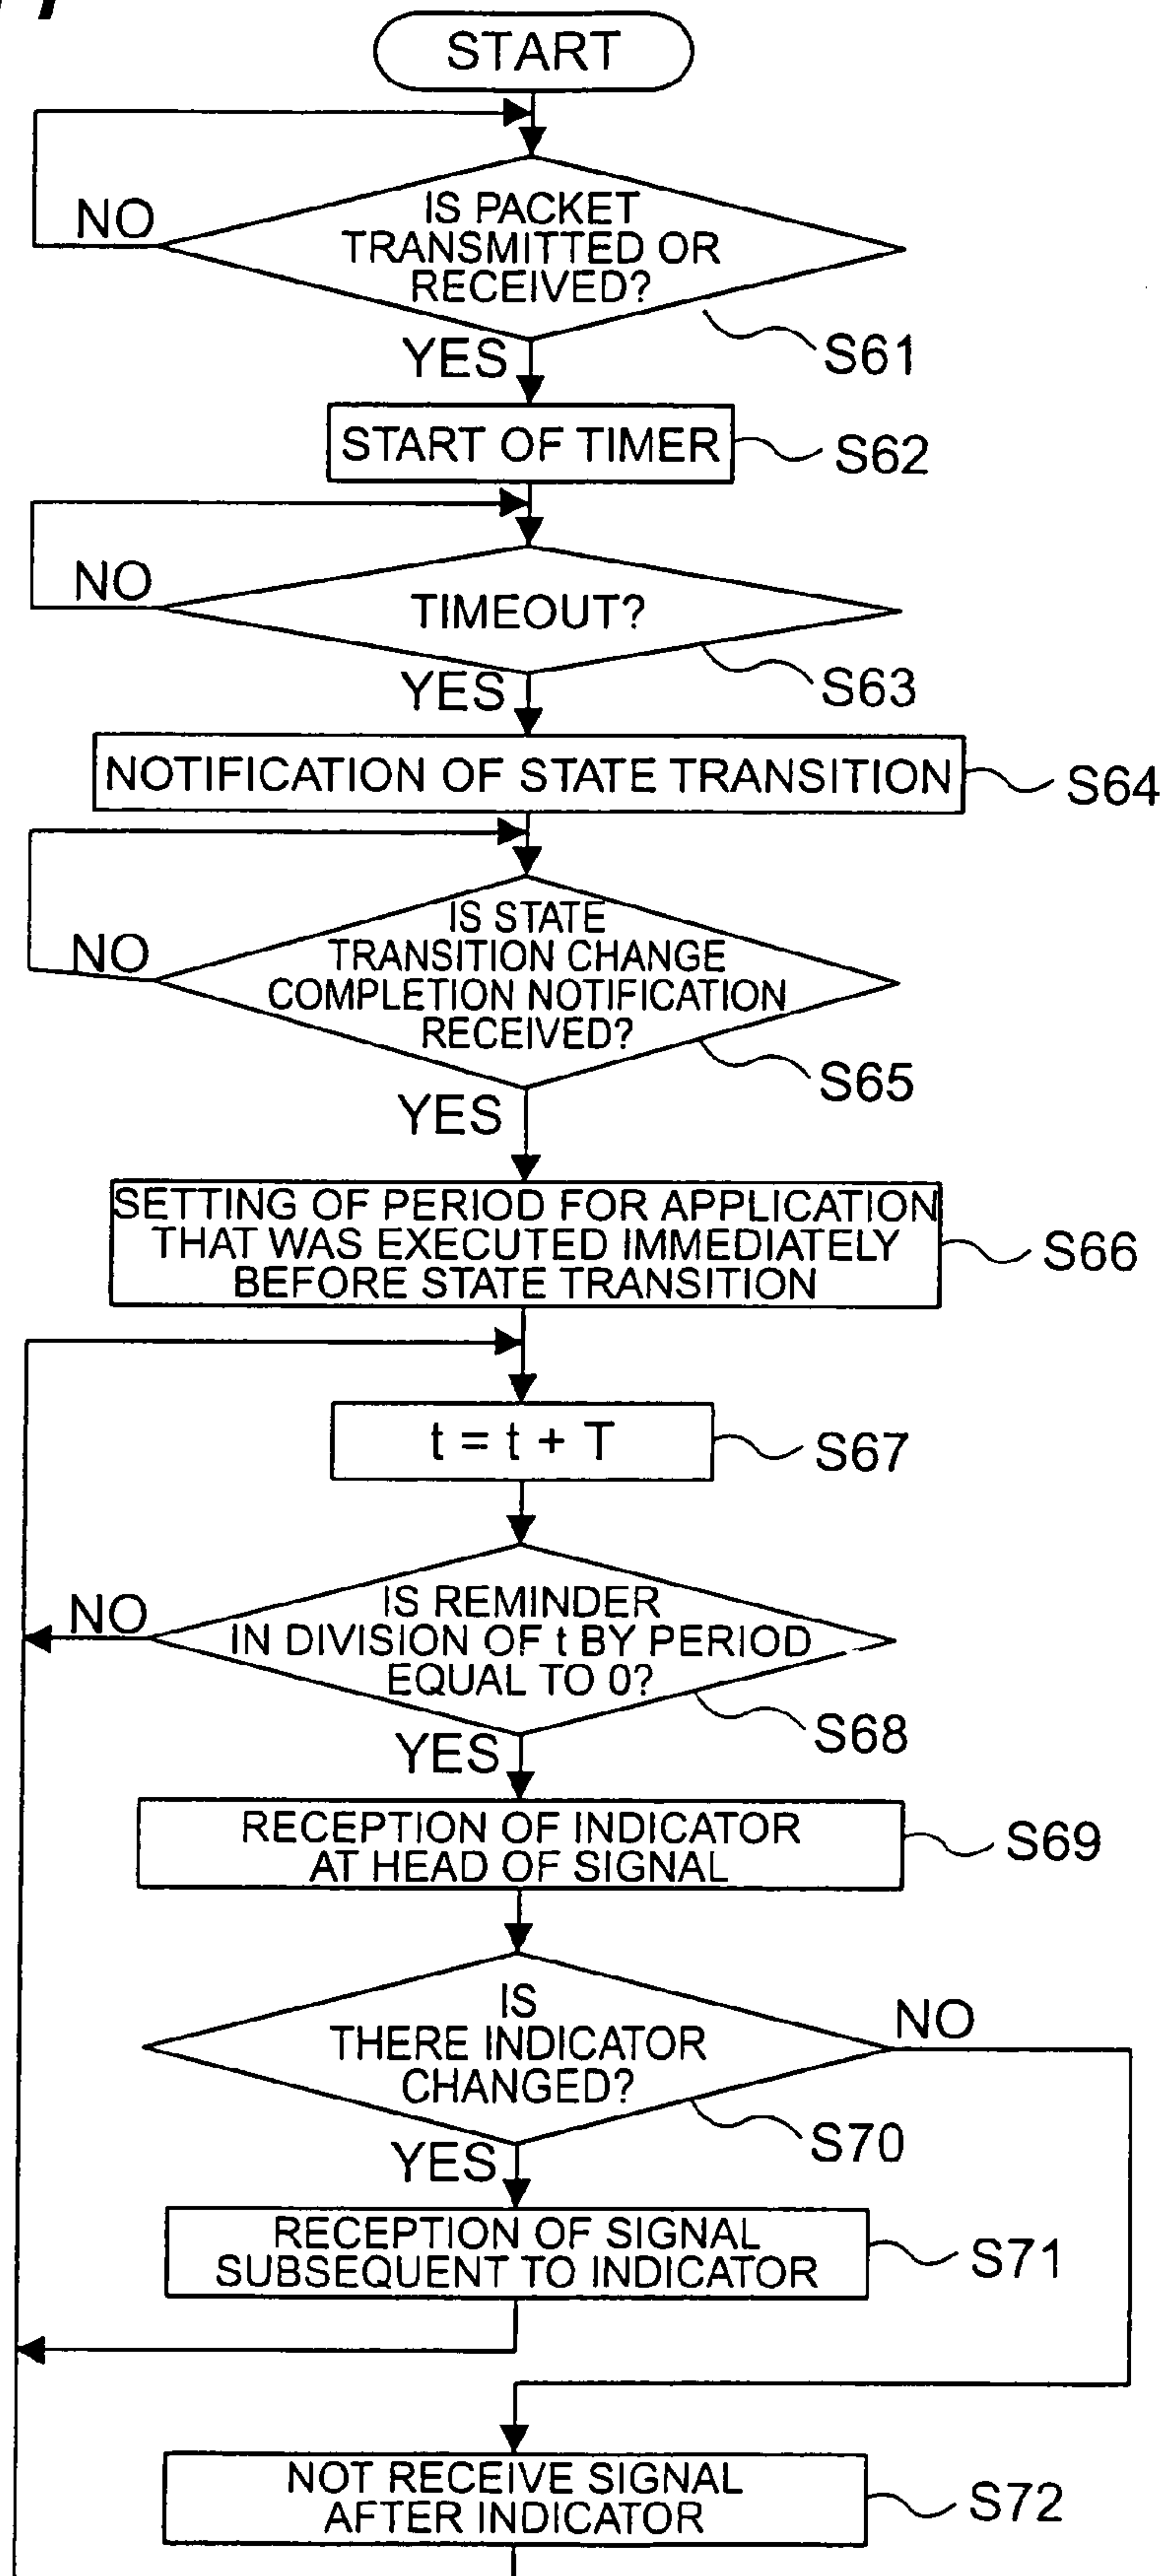 START
NO
IS PACKET
TRANSMITTED OR
RECEIVED?
S61
YES
START OF TIMER
S62
NO
TIMEOUT?
S63
YES
NOTIFICATION OF STATE TRANSITION
S64
NO
IS STATE
TRANSITION CHANGE
COMPLETION NOTIFICATION
RECEIVED?
S65
YES
SETTING OF PERIOD FOR APPLICATION
THAT WAS EXECUTED IMMEDIATELY
BEFORE STATE TRANSITION
S66
t = t + T
S67
NO
IS REMINDER
IN DIVISION OF t BY PERIOD
EQUAL TO 0?
S68
YES
RECEPTION OF INDICATOR
AT HEAD OF SIGNAL
S69
IS
THERE INDICATOR
CHANGED?
NO
S70
YES
RECEPTION OF SIGNAL
SUBSEQUENT TO INDICATOR
S71
NOT RECEIVE SIGNAL
AFTER INDICATOR
S72